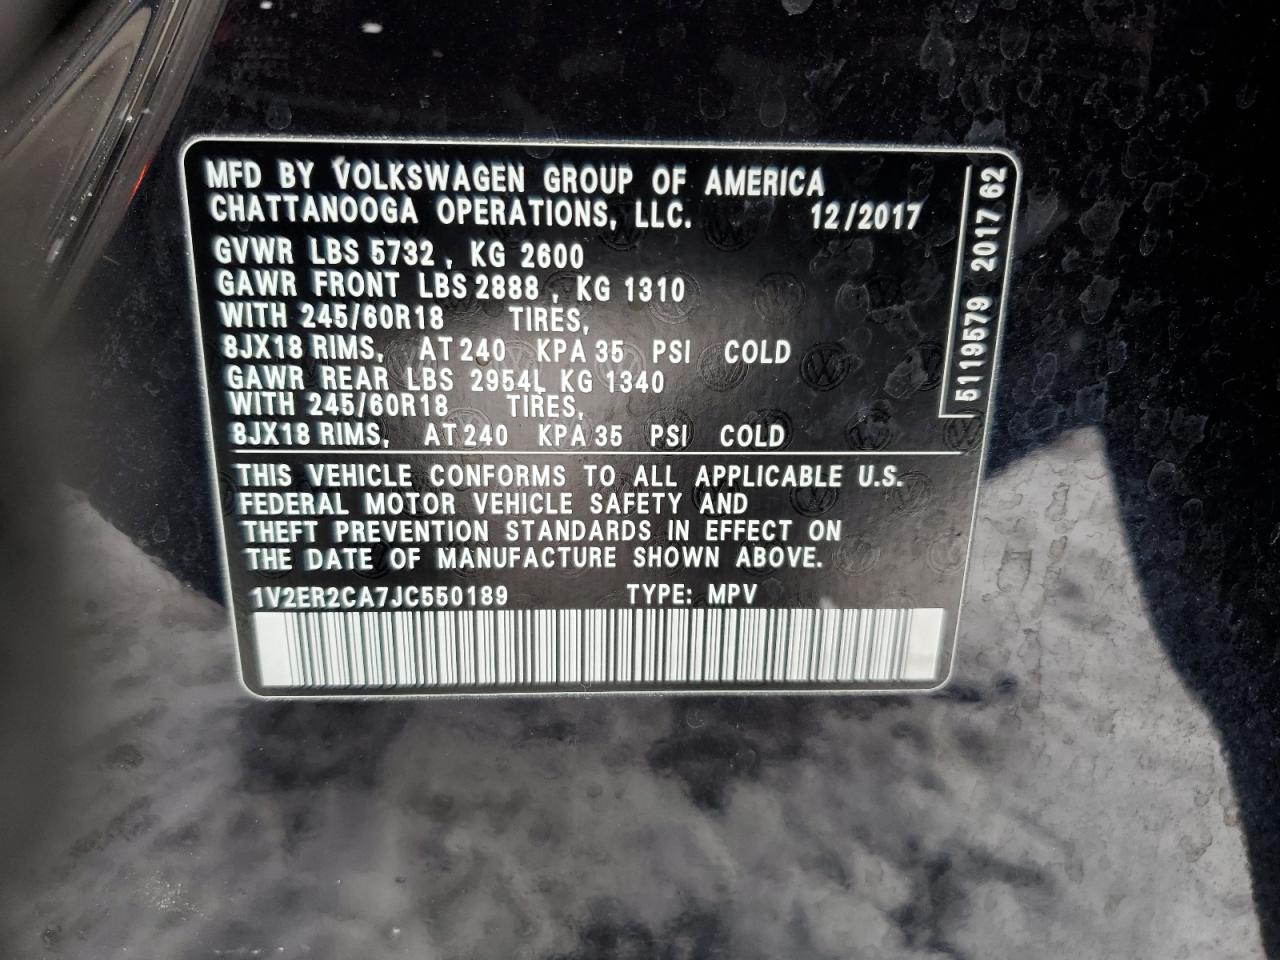 MFD BY VOLKSWAGEN GROUP OF AMERICA
CHATTANOOGA OPERATIONS, LLC. 12/2017
GVWR LBS 5732 , KG 2600
GAWR FRONT LBS 2888 , KG 1310
WITH 245/60R18 TIRES,
8JX18 RIMS, AT 240 KPA 35 PSI COLD
GAWR REAR LBS 2954L KG 1340
WITH 245/60R18 TIRES,
8JX18 RIMS, AT 240 KPA 35 PSI COLD
THIS VEHICLE CONFORMS TO ALL APPLICABLE U.S.
FEDERAL MOTOR VEHICLE SAFETY AND
THEFT PREVENTION STANDARDS IN EFFECT ON
THE DATE OF MANUFACTURE SHOWN ABOVE.
1V2ER2CA7JC550189 TYPE: MPV
5119579 2017 62